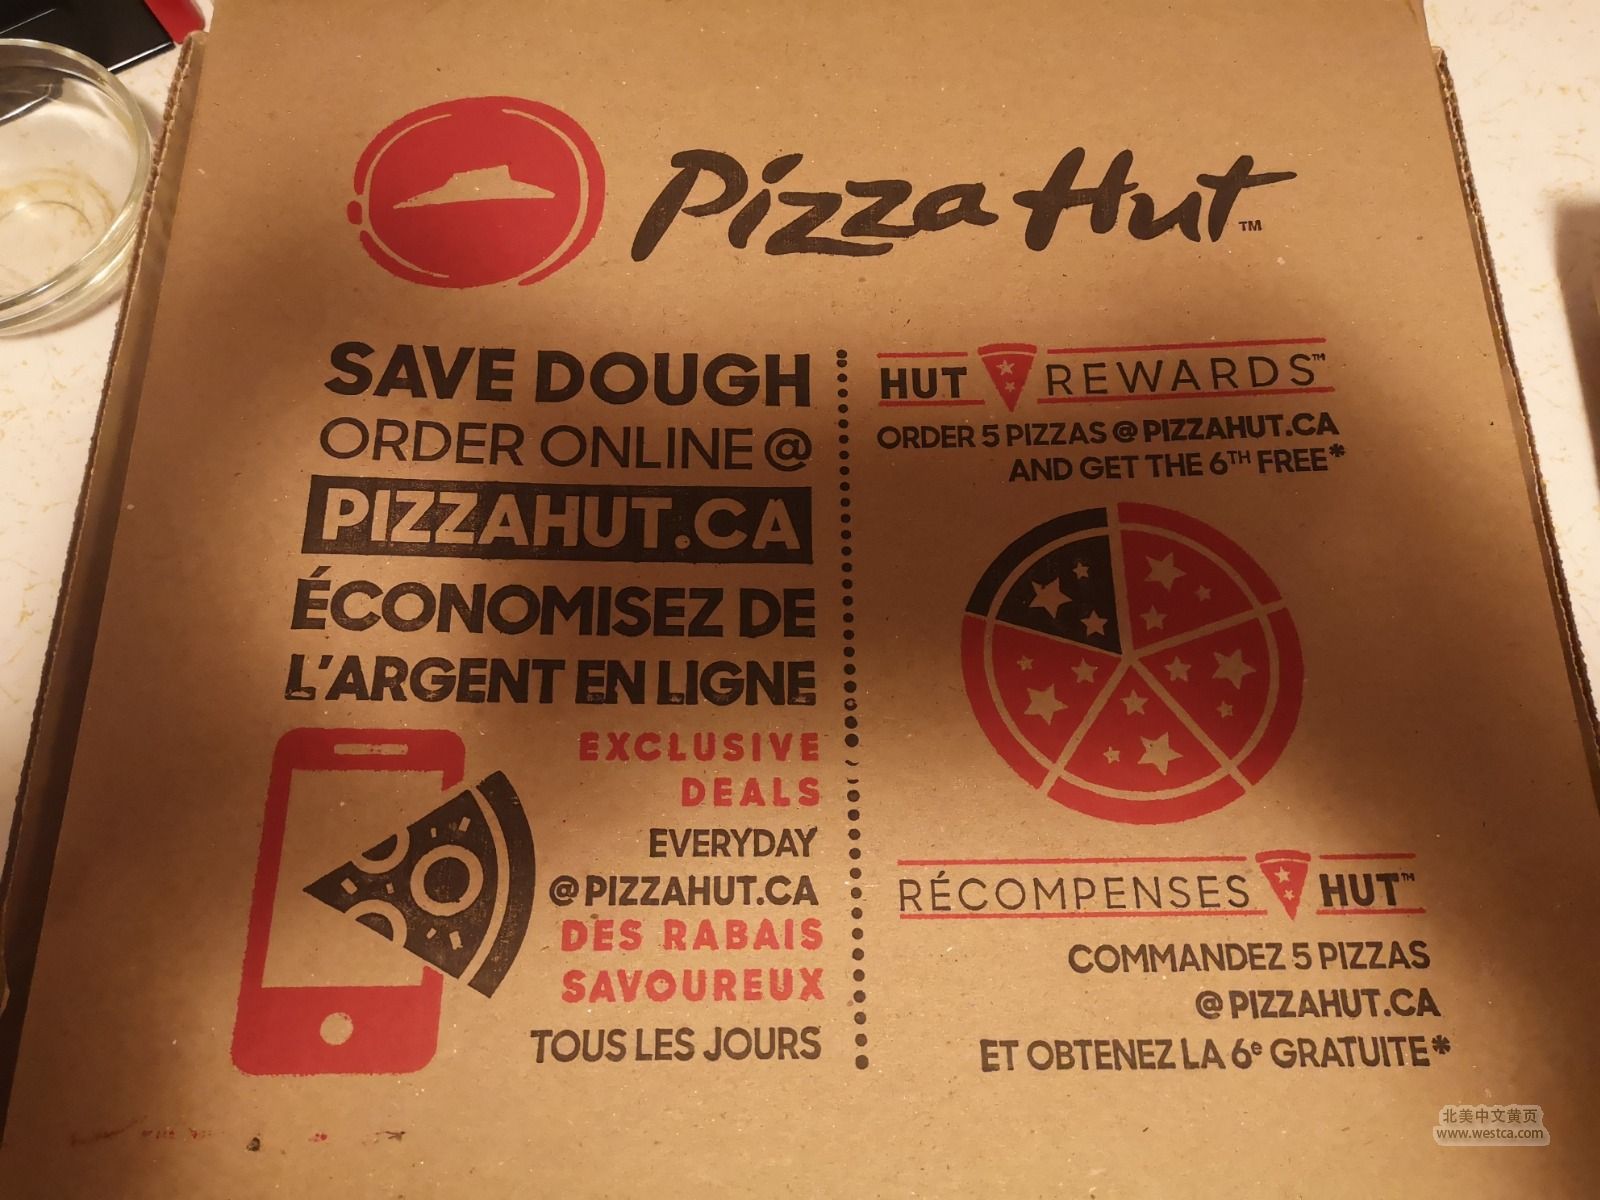 Pizza Hut™
SAVE DOUGH
ORDER ONLINE @
PIZZAHUT.CA
ÉCONOMISEZ DE
L'ARGENT EN LIGNE
EXCLUSIVE
DEALS
EVERYDAY
@PIZZAHUT.CA
DES RABAIS
SAVOUREUX
TOUS LES JOURS
HUT REWARDS™
ORDER 5 PIZZAS @ PIZZAHUT.CA
AND GET THE 6TH FREE*
RÉCOMPENSES HUT™
COMMANDEZ 5 PIZZAS
@PIZZAHUT.CA
ET OBTENEZ LA 6e GRATUITE*
北美中文黄页
www.westca.com